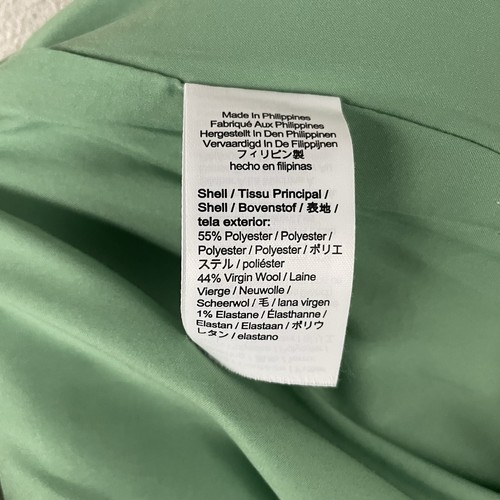 Made In Philippines
Fabriqué Aux Philippines
Hergestellt In Den Philippinen
Vervaardigd In De Filippijnen
フィリピン製
hecho en filipinas
Shell / Tissu Principal /
Shell / Bovenstof / 表地 /
tela exterior:
55% Polyester / Polyester /
Polyester / Polyester / ポリエ
ステル / poliéster
44% Virgin Wool / Laine
Vierge / Neuwolle /
Scheerwol / 毛 / lana virgen
1% Elastane / Élasthanne /
Elastan / Elastaan / ポリウ
レタン / elastano